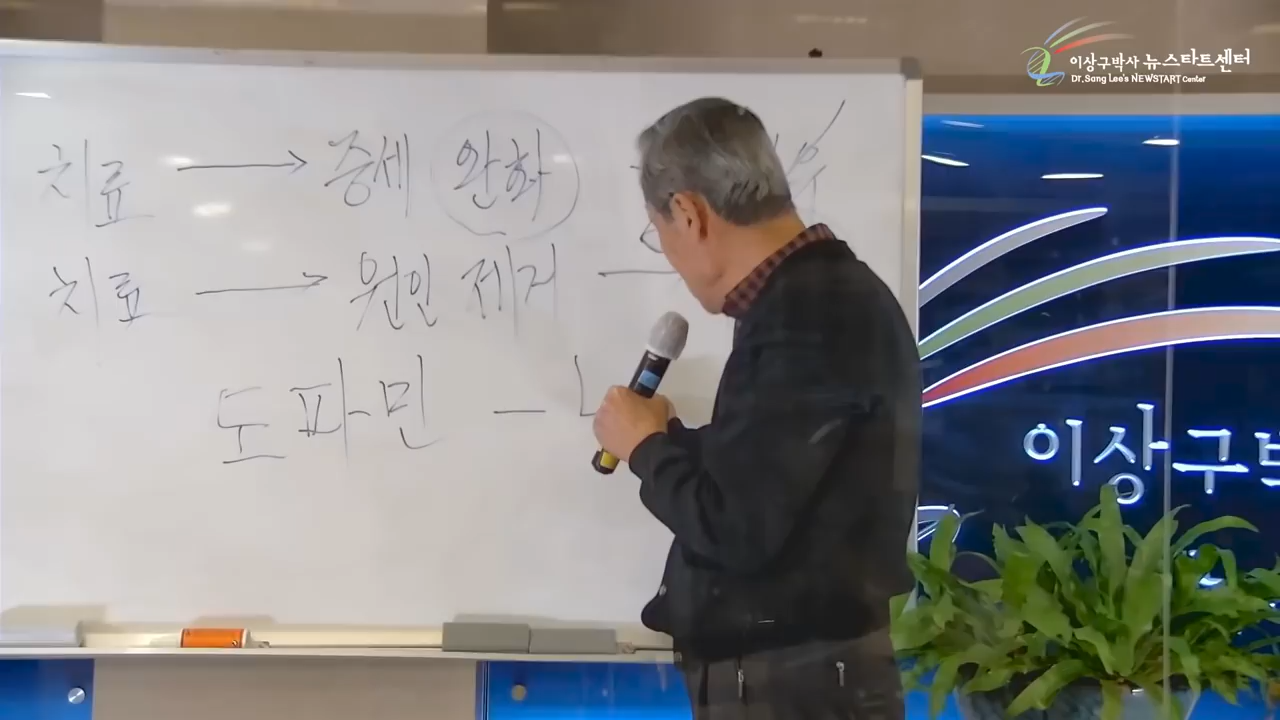 이상구박사 뉴스타트센터
Dr. Sang Lee's NEWSTART Center
치료 → 증세 완화
치료 → 원인 제거 —
도파민 —
이상구